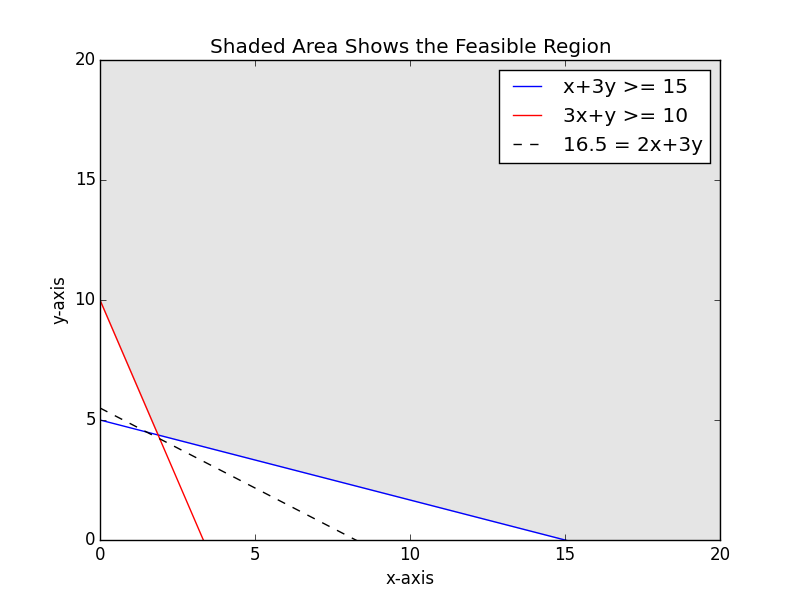 Shaded Area Shows the Feasible Region
x+3y >= 15
3x+y >= 10
16.5 = 2x+3y
20
15
10
5
0
y-axis
0 5 10 15 20
x-axis